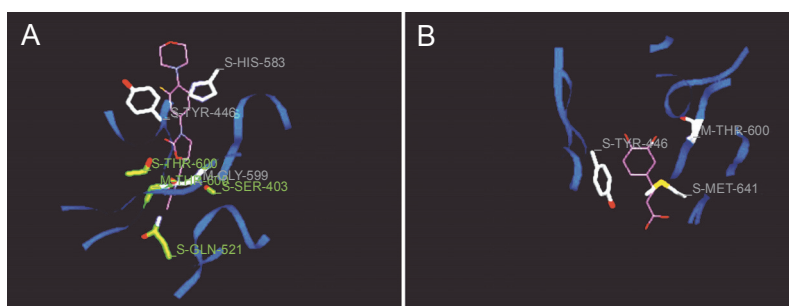 A
S-HIS-583
S-TYR-446
S-THR-600
M-GLY-599
M-THR-600
S-SER-403
S-GLN-521
B
M-THR-600
S-TYR-446
S-MET-641